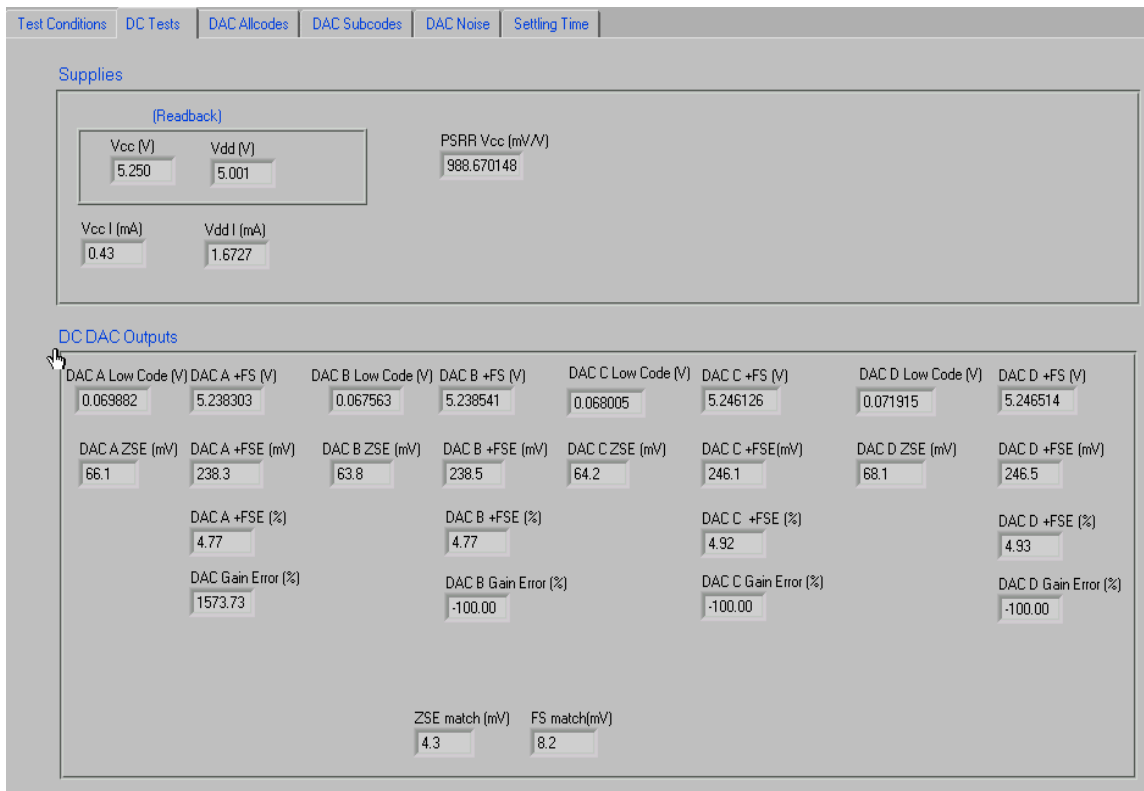 Test Conditions DC Tests DAC Allcodes DAC Subcodes DAC Noise Settling Time
Supplies
(Readback)
Vcc (V) Vdd (V)
5.250 5.001
PSRR Vcc (mV/V)
988.670148
Vcc I (mA) Vdd I (mA)
0.43 1.6727
DC DAC Outputs
DAC A Low Code (V) DAC A +FS (V) DAC B Low Code (V) DAC B +FS (V) DAC C Low Code (V) DAC C +FS (V) DAC D Low Code (V) DAC D +FS (V)
0.069882 5.238303 0.067563 5.238541 0.068005 5.246126 0.071915 5.246514
DAC A ZSE (mV) DAC A +FSE (mV) DAC B ZSE (mV) DAC B +FSE (mV) DAC C ZSE (mV) DAC C +FSE(mV) DAC D ZSE (mV) DAC D +FSE (mV)
66.1 238.3 63.8 238.5 64.2 246.1 68.1 246.5
DAC A +FSE (%) DAC B +FSE (%) DAC C +FSE (%) DAC D +FSE (%)
4.77 4.77 4.92 4.93
DAC Gain Error (%) DAC B Gain Error (%) DAC C Gain Error (%) DAC D Gain Error (%)
1573.73 -100.00 -100.00 -100.00
ZSE match (mV) FS match(mV)
4.3 8.2